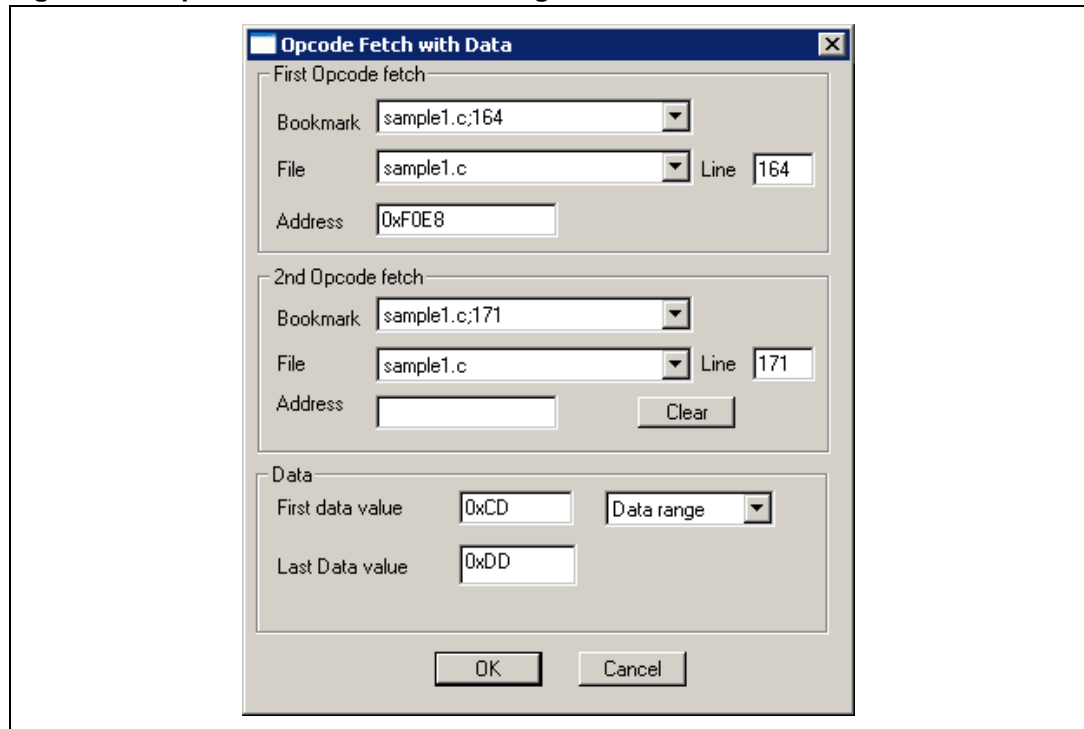 Opcode Fetch with Data
First Opcode fetch
Bookmark sample1.c;164
File sample1.c Line 164
Address 0xF0E8
2nd Opcode fetch
Bookmark sample1.c;171
File sample1.c Line 171
Address Clear
Data
First data value 0xCD Data range
Last Data value 0xDD
OK Cancel